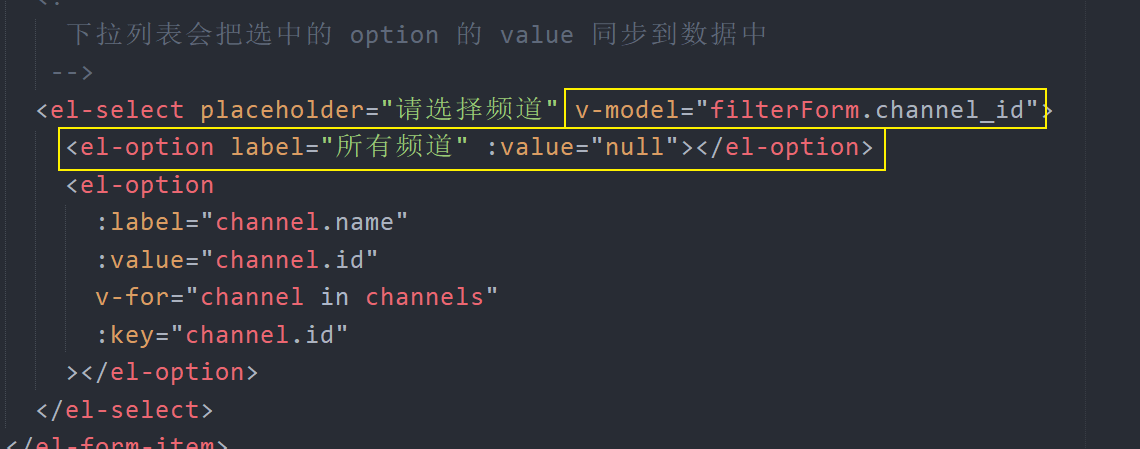 <!--
下拉列表会把选中的 option 的 value 同步到数据中
-->
<el-select placeholder="请选择频道" v-model="filterForm.channel_id">
<el-option label="所有频道" :value="null"></el-option>
<el-option
:label="channel.name"
:value="channel.id"
v-for="channel in channels"
:key="channel.id"
></el-option>
</el-select>
</el-form-item>